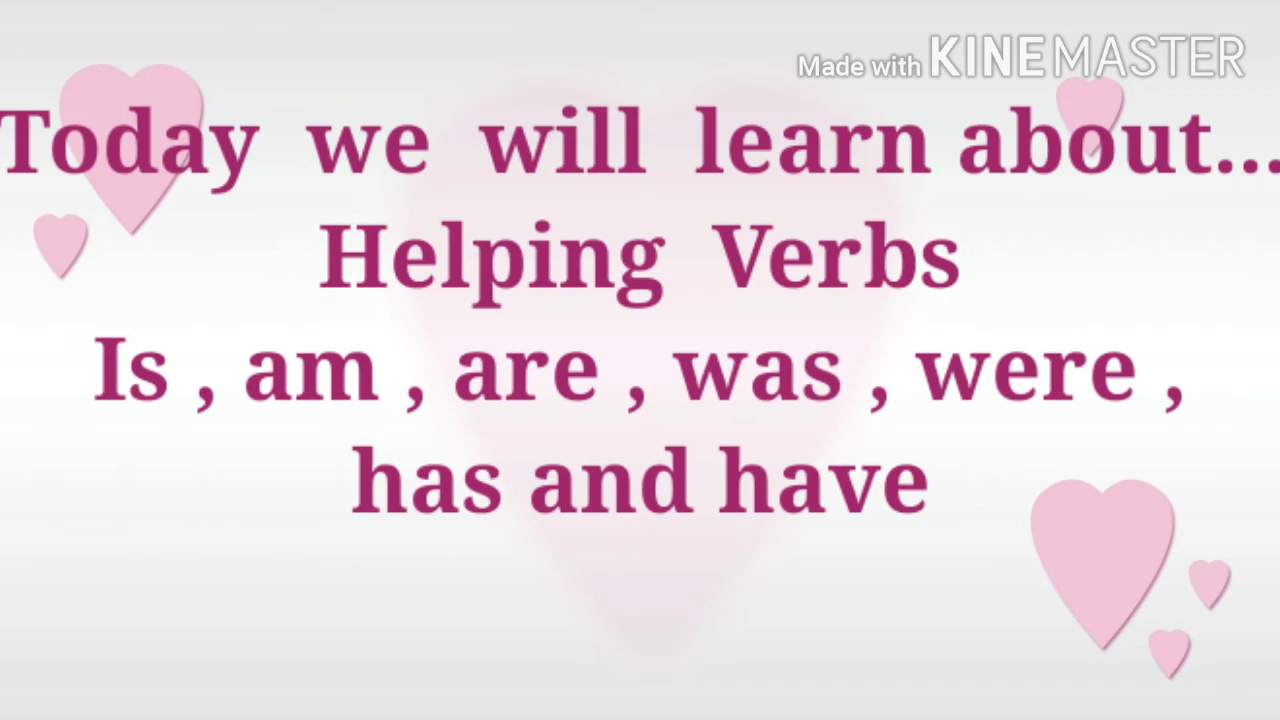 Made with KINEMASTER
Today we will learn about...
Helping Verbs
Is , am , are , was , were ,
has and have